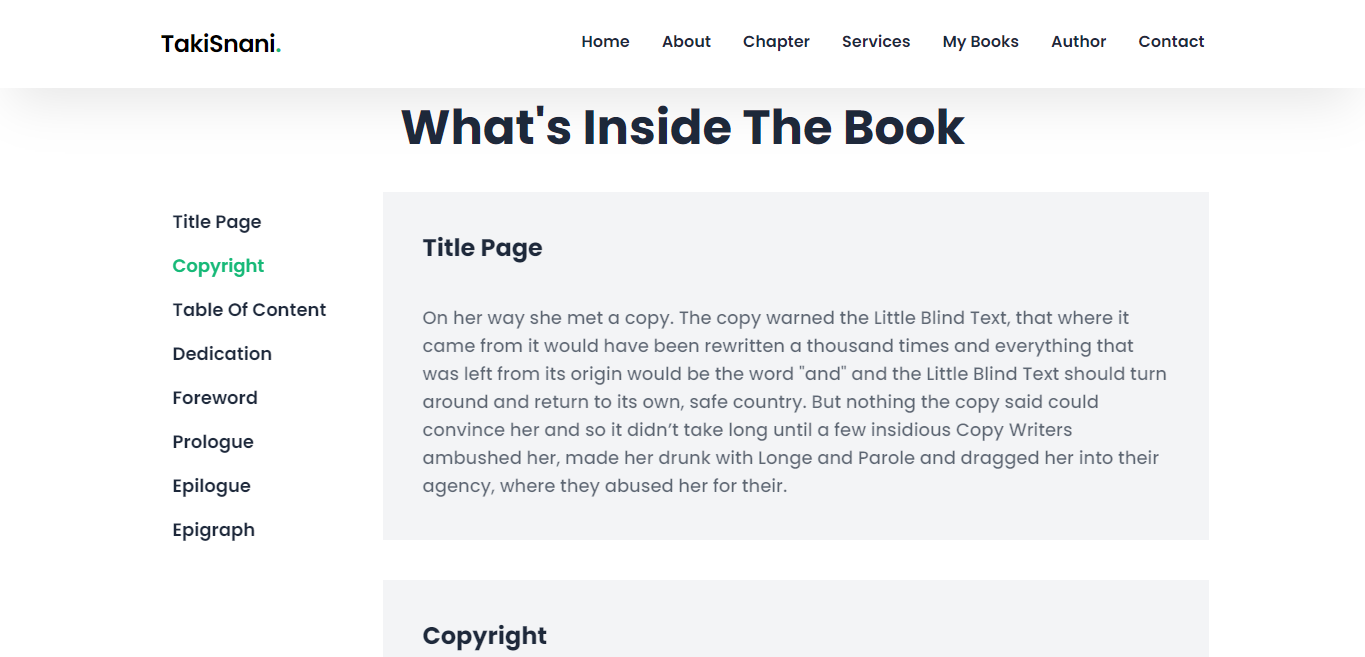 TakiSnani.
Home About Chapter Services My Books Author Contact
What's Inside The Book
Title Page
Copyright
Table Of Content
Dedication
Foreword
Prologue
Epilogue
Epigraph
Title Page
On her way she met a copy. The copy warned the Little Blind Text, that where it
came from it would have been rewritten a thousand times and everything that
was left from its origin would be the word "and" and the Little Blind Text should turn
around and return to its own, safe country. But nothing the copy said could
convince her and so it didn’t take long until a few insidious Copy Writers
ambushed her, made her drunk with Longe and Parole and dragged her into their
agency, where they abused her for their.
Copyright